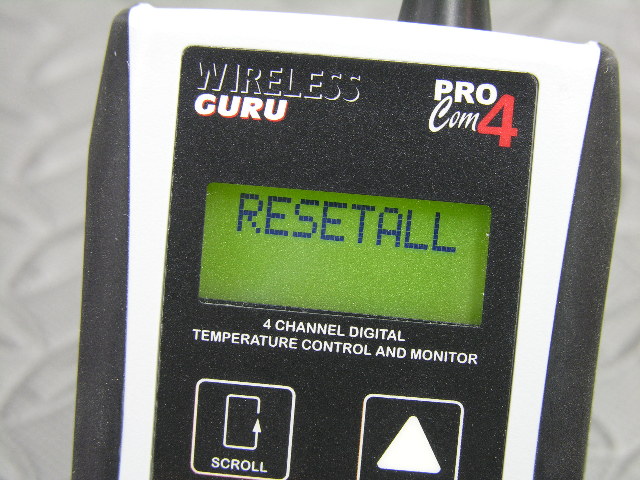 WIRELESS
GURU
PRO
Com4
RESETALL
4 CHANNEL DIGITAL
TEMPERATURE CONTROL AND MONITOR
SCROLL